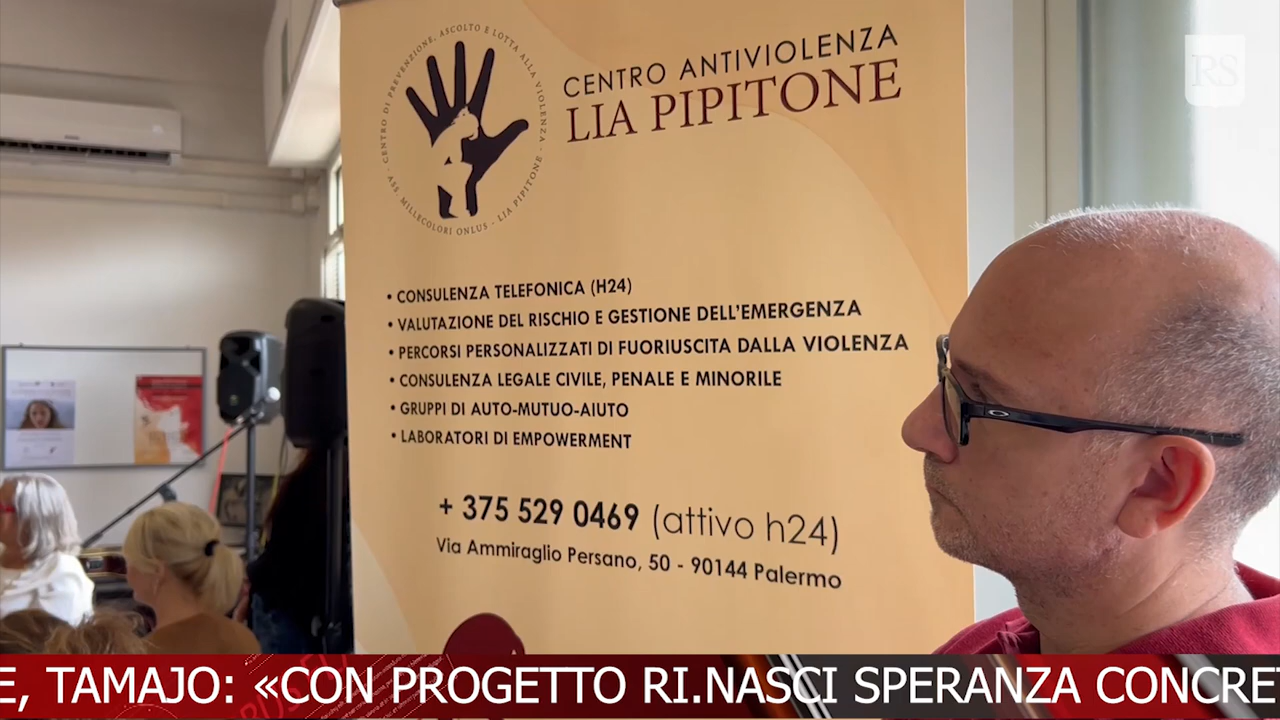 RS
CENTRO DI PREVENZIONE, ASCOLTO E LOTTA ALLA VIOLENZA
- ASS. MILLECOLORI ONLUS - LIA PIPITONE -
CENTRO ANTIVIOLENZA
LIA PIPITONE
• CONSULENZA TELEFONICA (H24)
• VALUTAZIONE DEL RISCHIO E GESTIONE DELL'EMERGENZA
• PERCORSI PERSONALIZZATI DI FUORIUSCITA DALLA VIOLENZA
• CONSULENZA LEGALE CIVILE, PENALE E MINORILE
• GRUPPI DI AUTO-MUTUO-AIUTO
• LABORATORI DI EMPOWERMENT
+ 375 529 0469 (attivo h24)
Via Ammiraglio Persano, 50 - 90144 Palermo
E, TAMAJO: «CON PROGETTO RI.NASCI SPERANZA CONCRE